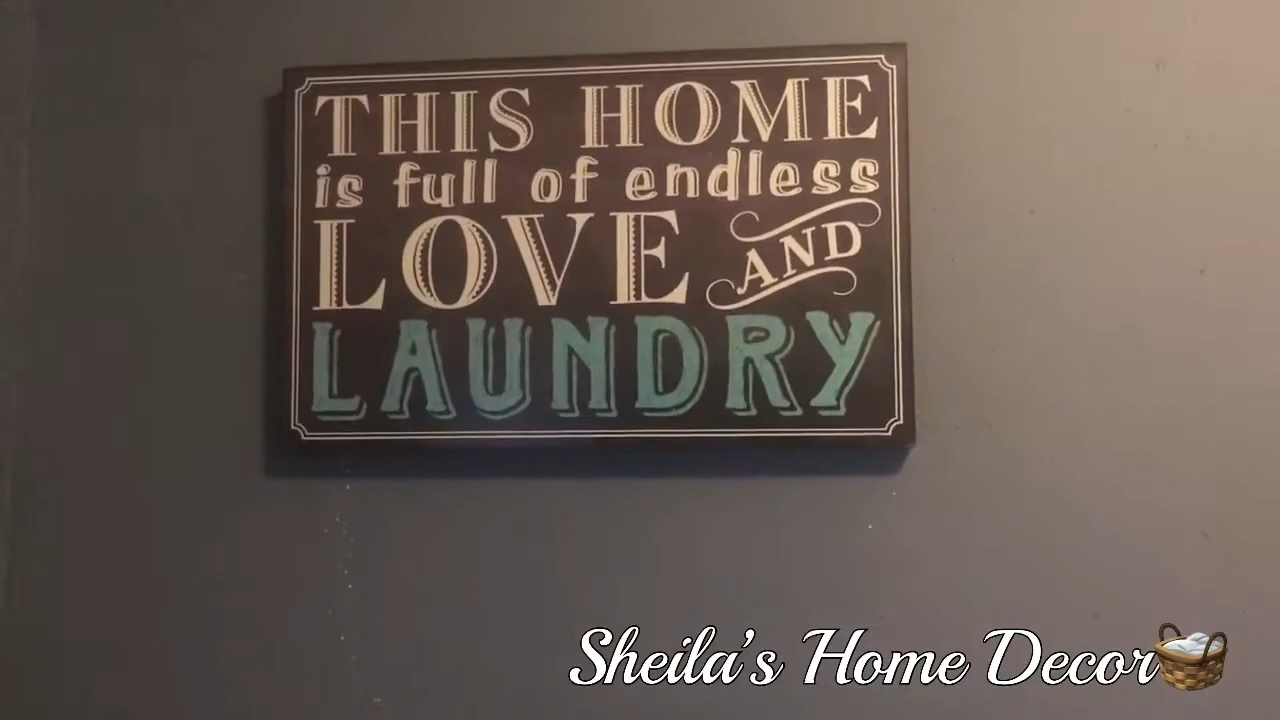 THIS HOME
is full of endless
LOVE AND
LAUNDRY
Sheila's Home Decor